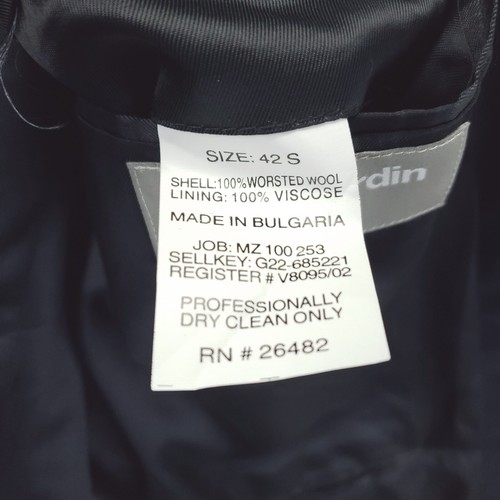 SIZE: 42 S
SHELL:100%WORSTED WOOL
LINING: 100% VISCOSE
MADE IN BULGARIA
JOB: MZ 100 253
SELLKEY: G22-685221
REGISTER # V8095/02
PROFESSIONALLY
DRY CLEAN ONLY
RN # 26482
rdin